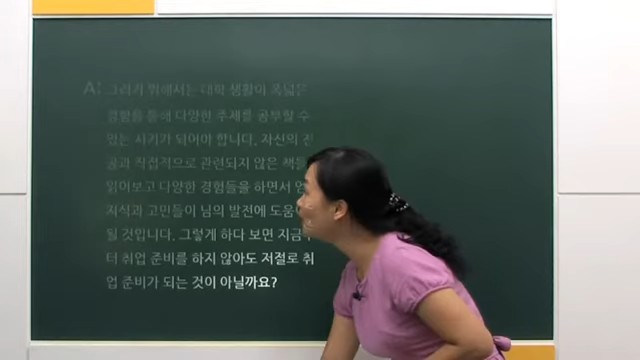 A: 그러기 위해서는 대학 생활이 폭넓은
경험을 통해 다양한 주제를 공부할 수
있는 시기가 되어야 합니다. 자신의 전
공과 직접적으로 관련되지 않은 책들
읽어보고 다양한 경험들을 하면서
지식과 고민들이 남의 발전에
될 것입니다. 그렇게 하다 보면
터 취업 준비를 하지 않아도 저절로 취
업 준비가 되는 것이 아닐까요?